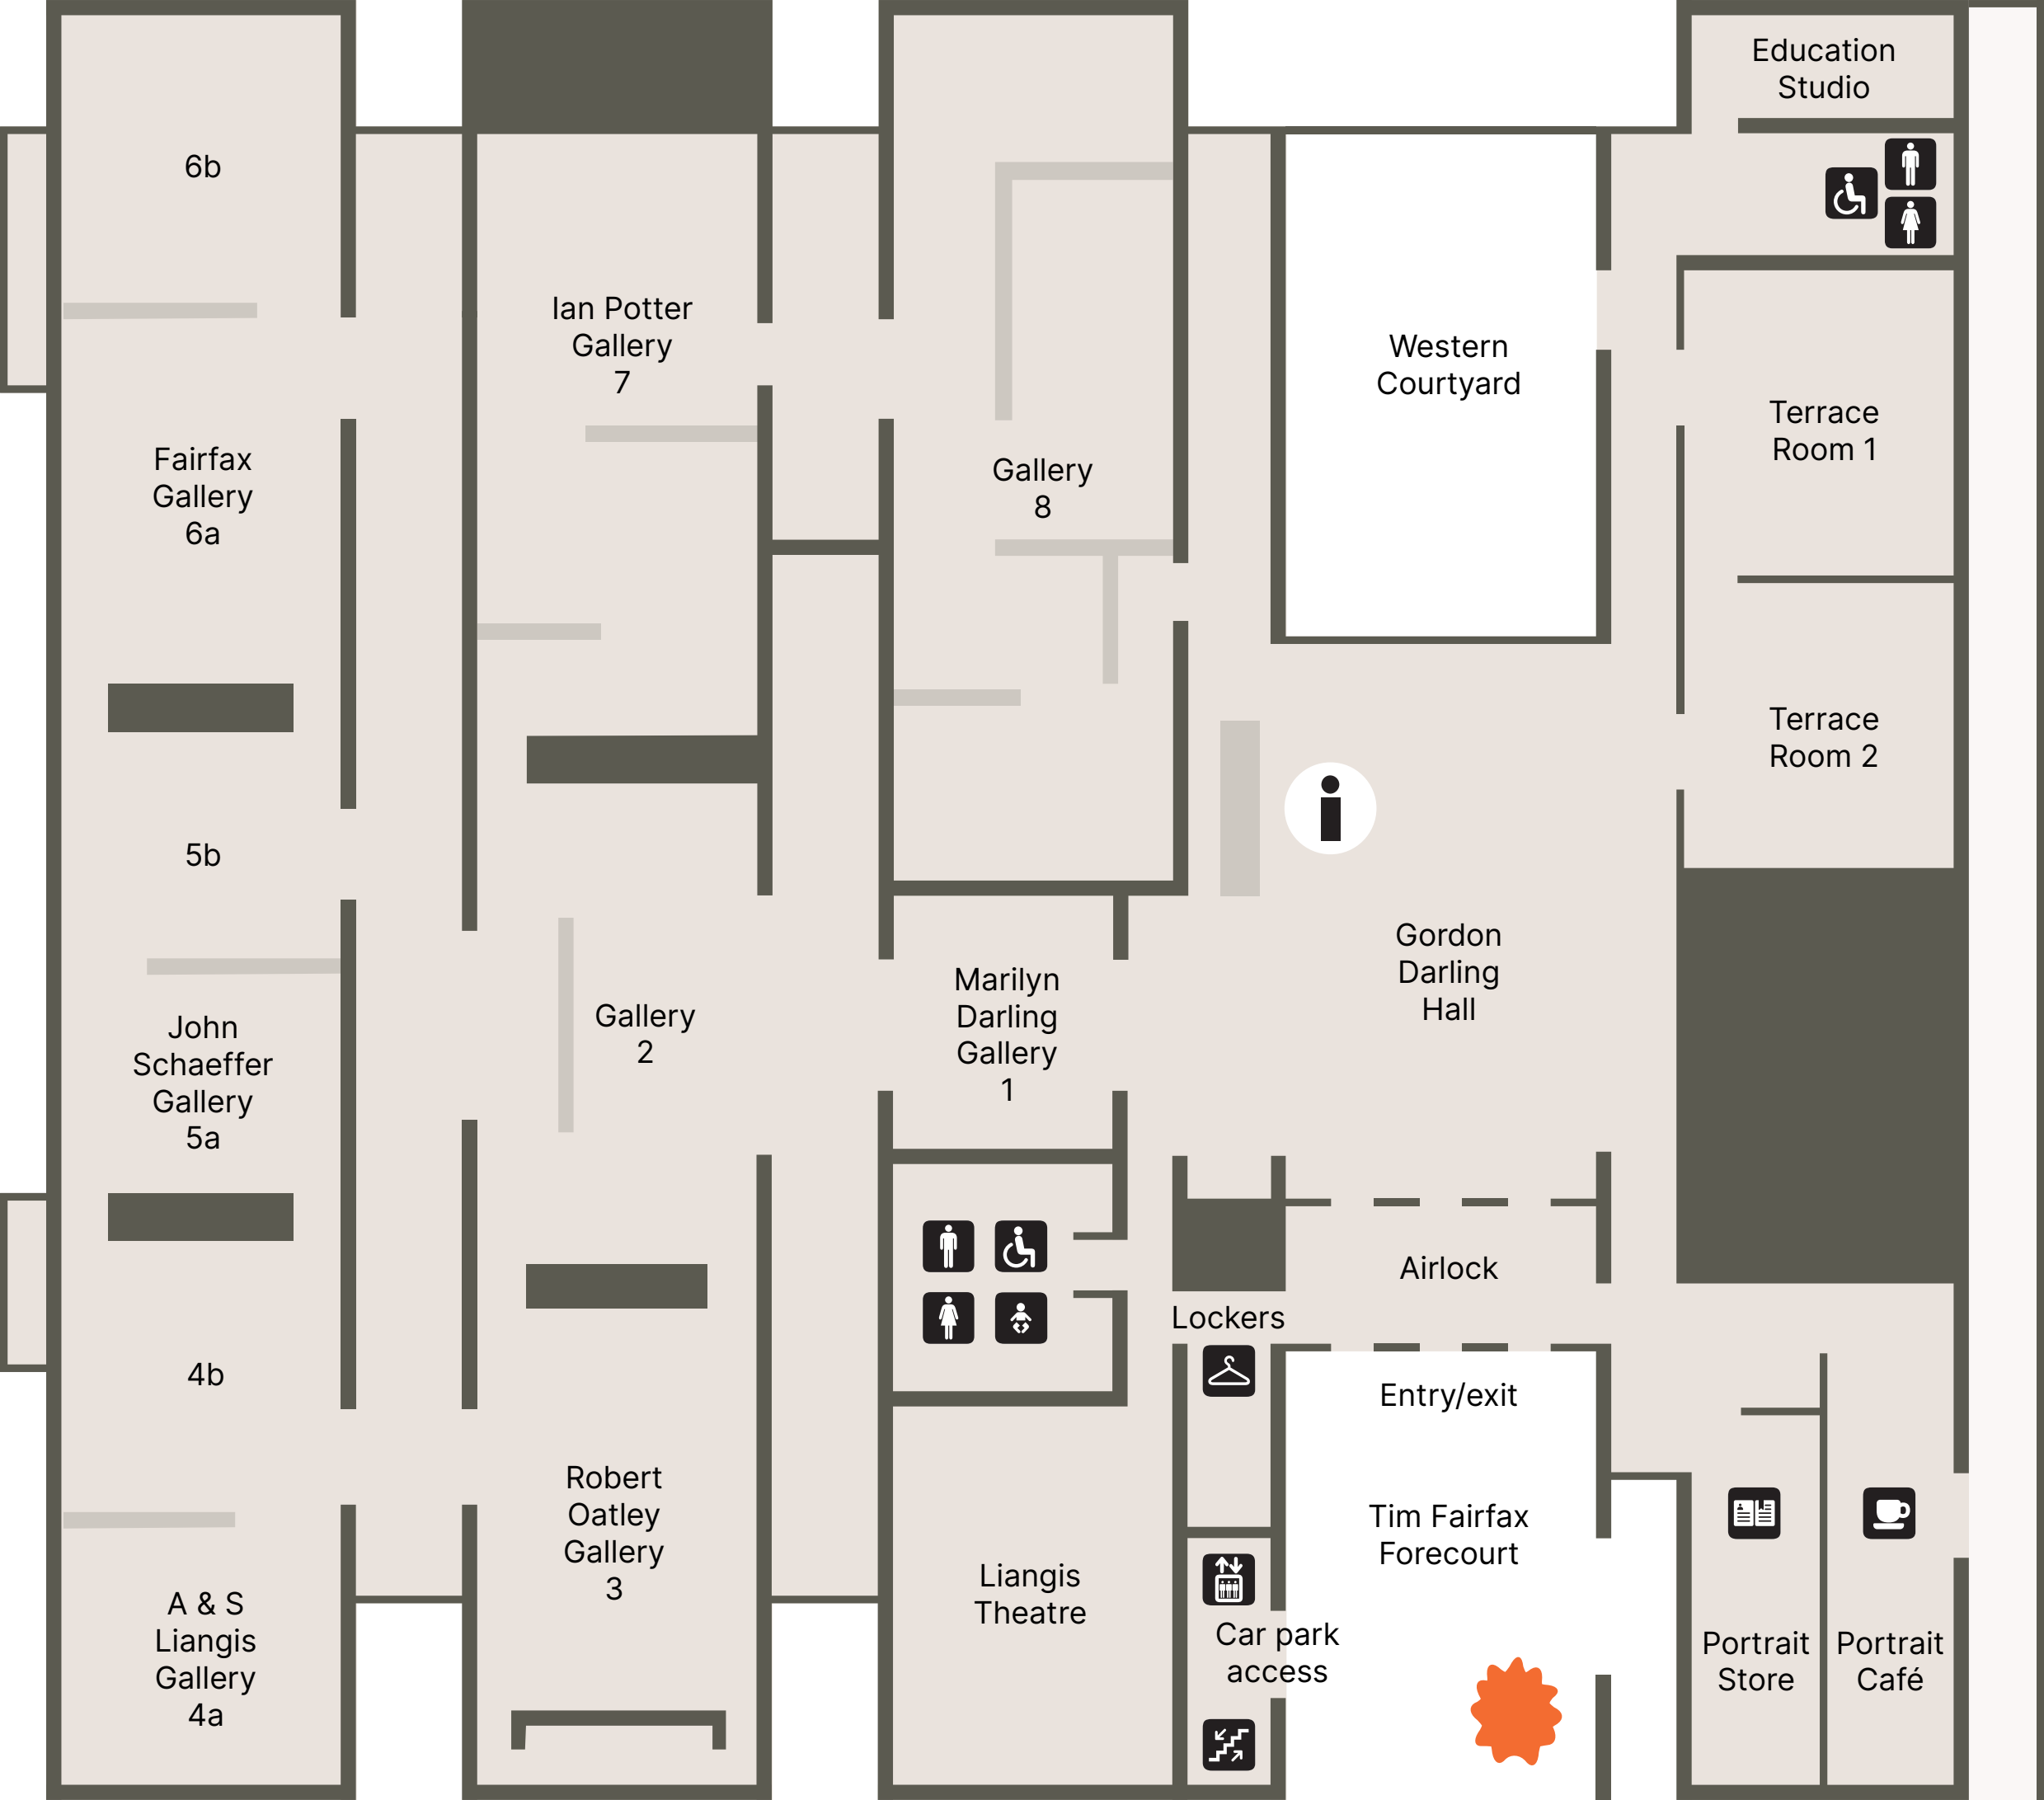 Education
Studio
6b
Ian Potter
Gallery
7
Western
Courtyard
Terrace
Room 1
Fairfax
Gallery
6a
Gallery
8
Terrace
Room 2
5b
Gordon
Darling
Hall
Marilyn
Darling
Gallery
1
Gallery
2
John
Schaeffer
Gallery
5a
Airlock
Lockers
4b
Entry/exit
Robert
Oatley
Gallery
3
Tim Fairfax
Forecourt
Liangis
Theatre
A & S
Liangis
Gallery
4a
Car park
access
Portrait
Store
Portrait
Café